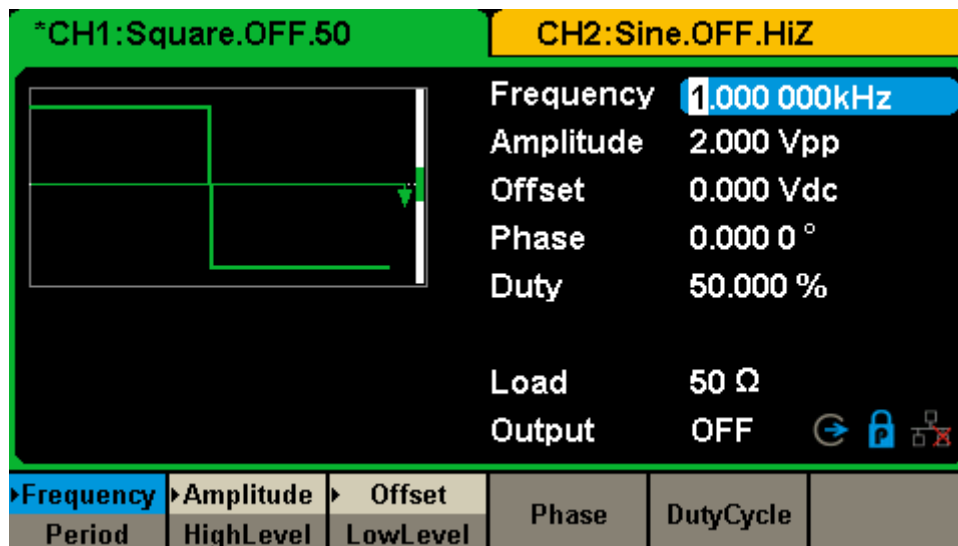 *CH1:Square.OFF.50 CH2:Sine.OFF.HiZ
Frequency 1.000 000kHz
Amplitude 2.000 Vpp
Offset 0.000 Vdc
Phase 0.000 0 °
Duty 50.000 %
Load 50 Ω
Output OFF P
Frequency Amplitude Offset Phase DutyCycle
Period HighLevel LowLevel